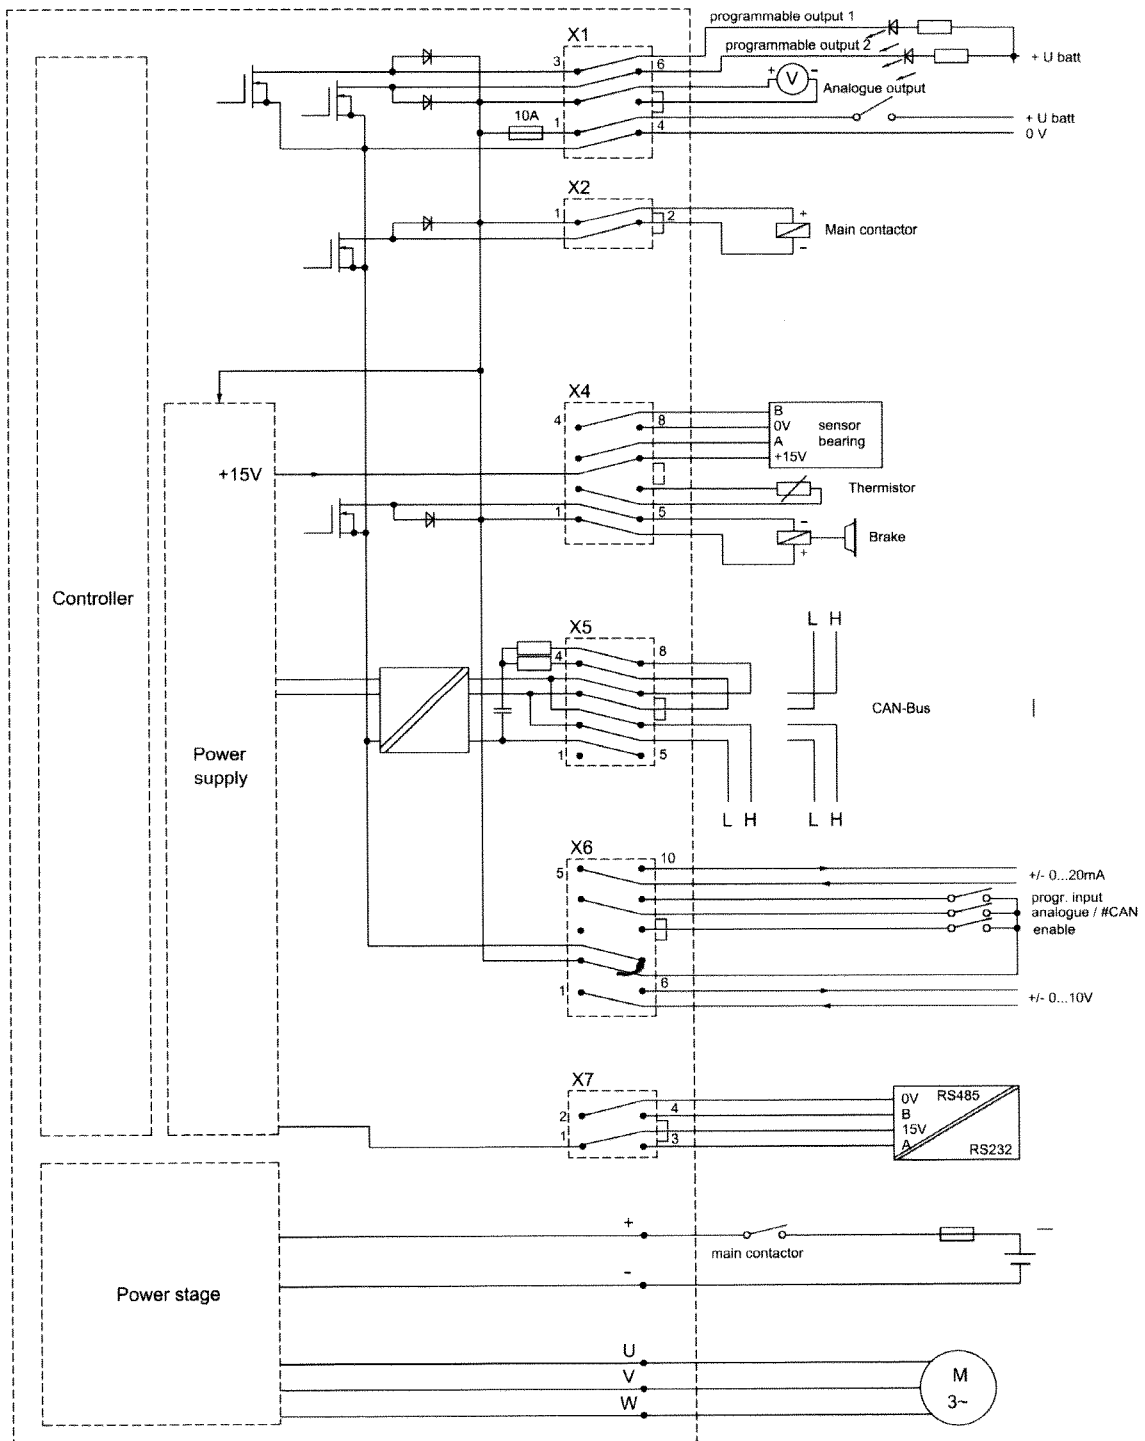 programmable output 1
X1
programmable output 2
3
6
+ U batt
+ V -
Analogue output
10A
1
4
+ U batt
0 V
X2
1
2
+
Main contactor
-
X4
4
8
B
0V
A
+15V
sensor
bearing
+15V
Thermistor
1
5
-
+
Brake
Controller
X5
4
8
L H
CAN-Bus
1
5
L H
L H
Power
supply
X6
5
10
+/- 0...20mA
progr. input
analogue / #CAN
enable
1
6
+/- 0...10V
X7
2
4
1
3
0V
B
15V
A
RS485
RS232
+
main contactor
-
Power stage
U
V
W
M
3~